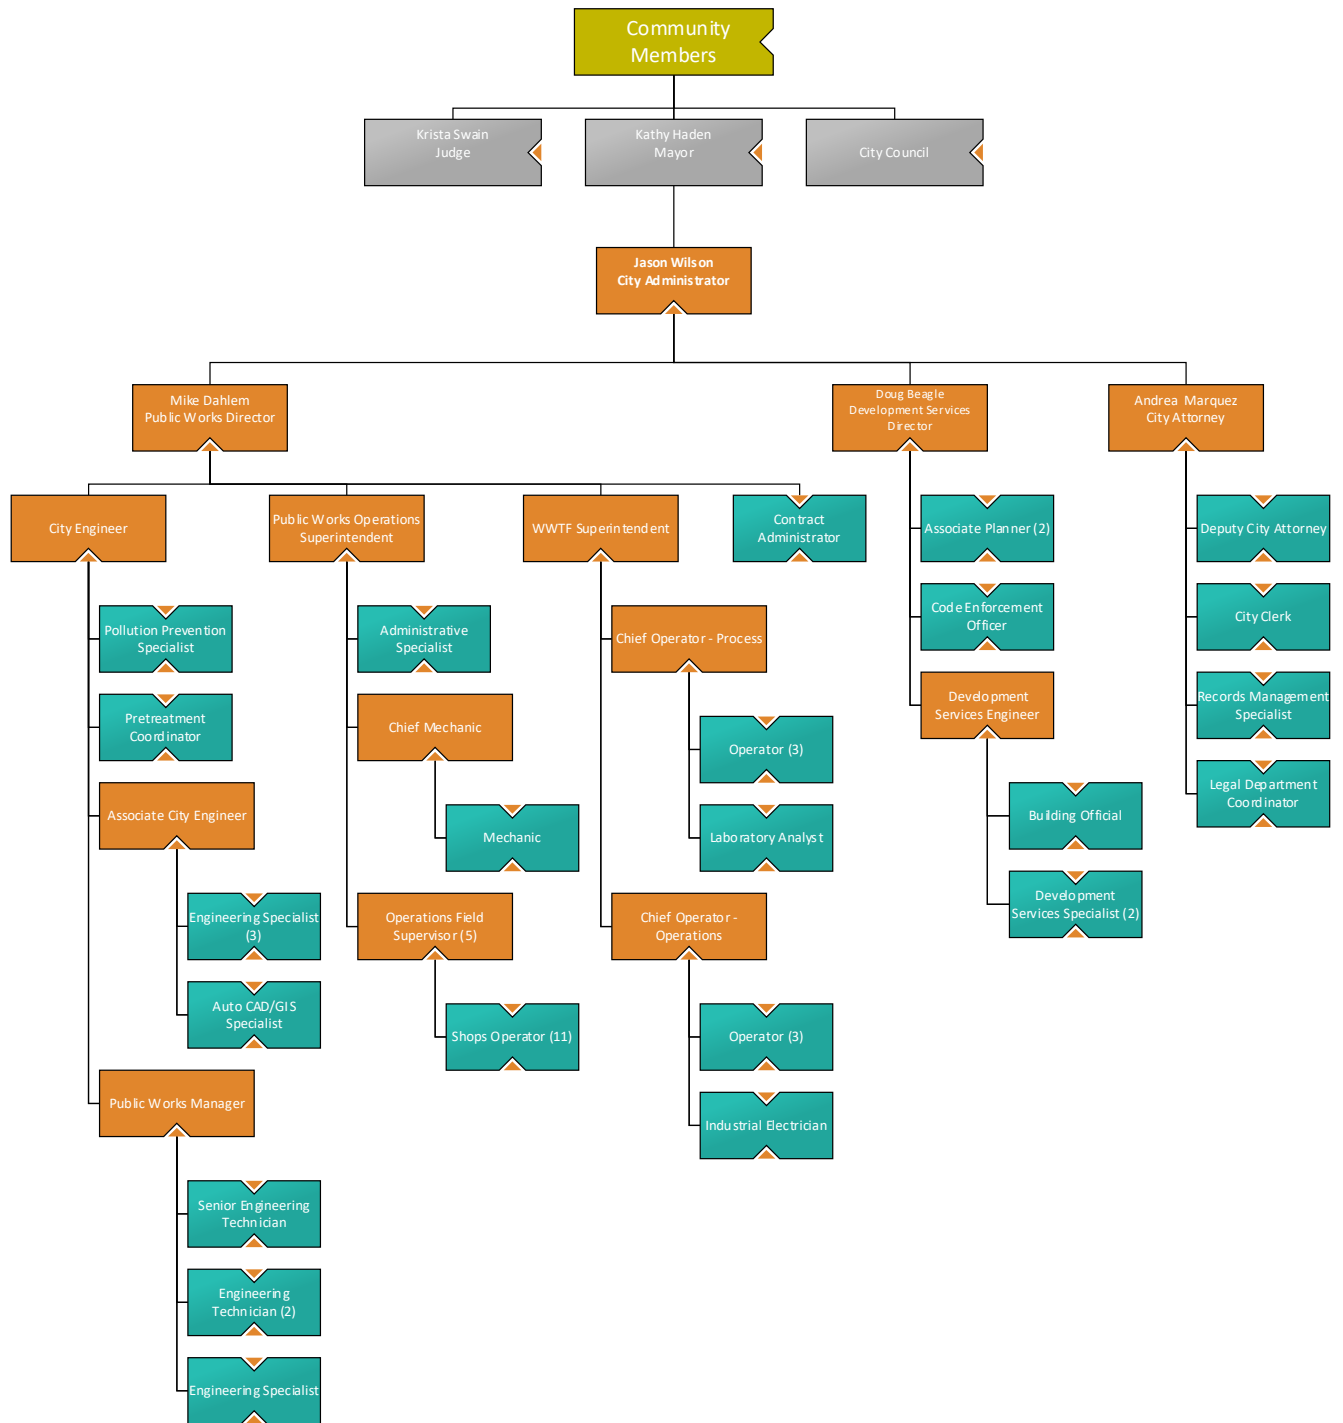 Community
Members
Krista Swain
Judge
Kathy Haden
Mayor
City Council
Jason Wilson
City Administrator
Mike Dahlem
Public Works Director
Doug Beagle
Development Services
Director
Andrea Marquez
City Attorney
City Engineer
Public Works Operations
Superintendent
WWTF Superintendent
Contract
Administrator
Associate Planner (2)
Deputy City Attorney
Pollution Prevention
Specialist
Administrative
Specialist
Chief Operator - Process
Code Enforcement
Officer
City Clerk
Pretreatment
Coordinator
Chief Mechanic
Operator (3)
Development
Services Engineer
Records Management
Specialist
Associate City Engineer
Mechanic
Laboratory Analyst
Building Official
Legal Department
Coordinator
Engineering Specialist
(3)
Operations Field
Supervisor (5)
Chief Operator -
Operations
Development
Services Specialist (2)
Auto CAD/GIS
Specialist
Shops Operator (11)
Operator (3)
Public Works Manager
Industrial Electrician
Senior Engineering
Technician
Engineering
Technician (2)
Engineering Specialist